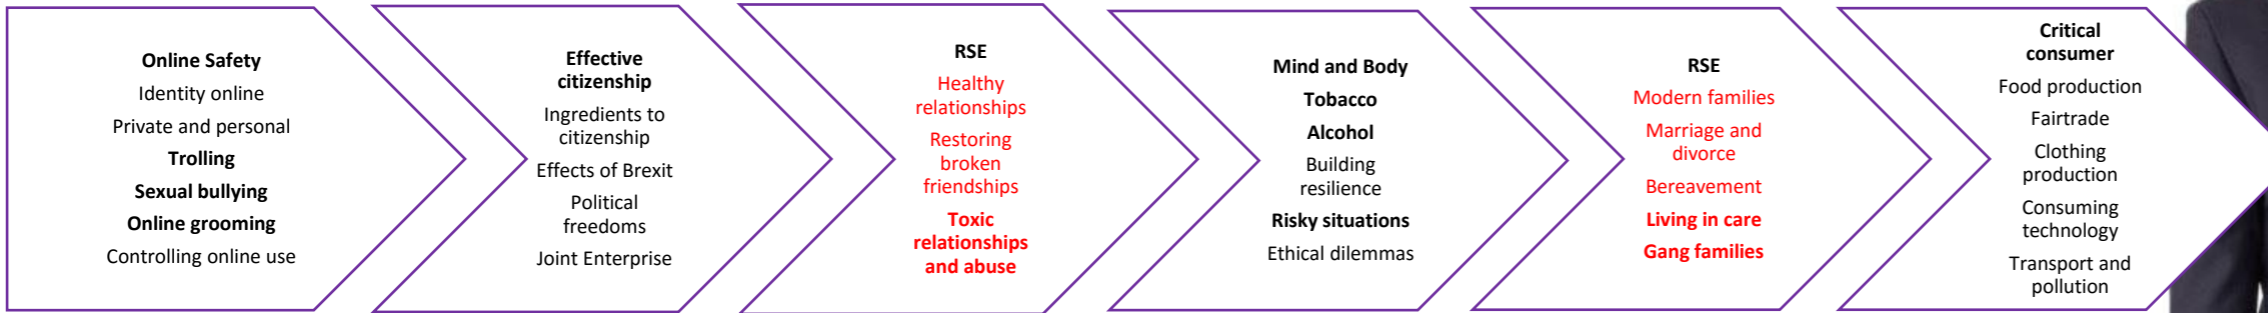 Online Safety
Identity online
Private and personal
Trolling
Sexual bullying
Online grooming
Controlling online use
Effective
citizenship
Ingredients to
citizenship
Effects of Brexit
Political
freedoms
Joint Enterprise
RSE
Healthy
relationships
Restoring
broken
friendships
Toxic
relationships
and abuse
Mind and Body
Tobacco
Alcohol
Building
resilience
Risky situations
Ethical dilemmas
RSE
Modern families
Marriage and
divorce
Bereavement
Living in care
Gang families
Critical
consumer
Food production
Fairtrade
Clothing
production
Consuming
technology
Transport and
pollution